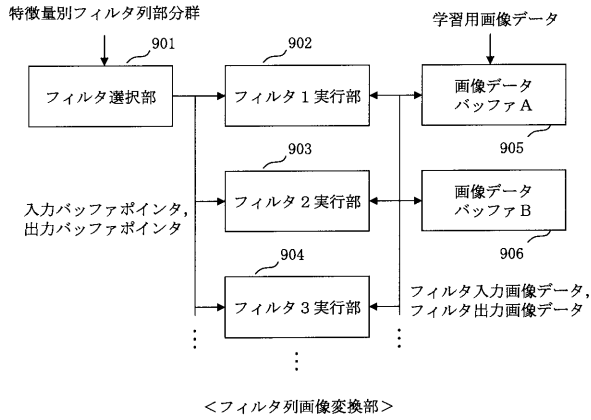 特徴量別フィルタ列部分群
901
フィルタ選択部
902
フィルタ1実行部
学習用画像データ
画像データ
バッファA
905
903
フィルタ2実行部
画像データ
バッファB
906
入力バッファポインタ,
出力バッファポインタ
904
フィルタ3実行部
フィルタ入力画像データ,
フィルタ出力画像データ
<フィルタ列画像変換部>